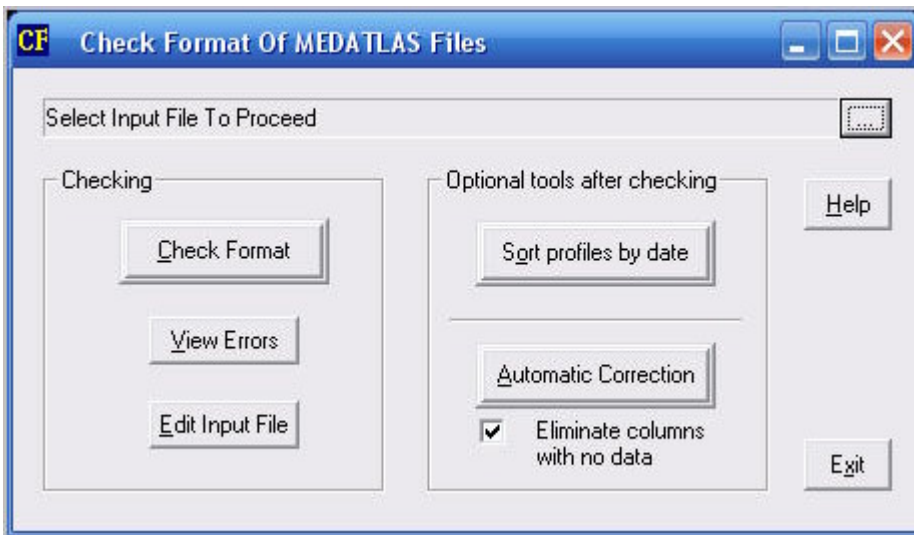 CF Check Format Of MEDATLAS Files
Select Input File To Proceed
...
Checking
Check Format
View Errors
Edit Input File
Optional tools after checking
Sort profiles by date
Automatic Correction
Eliminate columns
with no data
Help
Exit